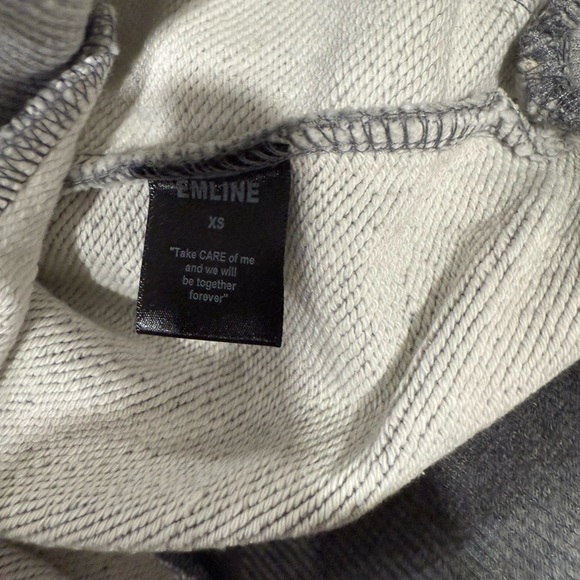 EMLINE
XS
"Take CARE of me
and we will
be together
forever"